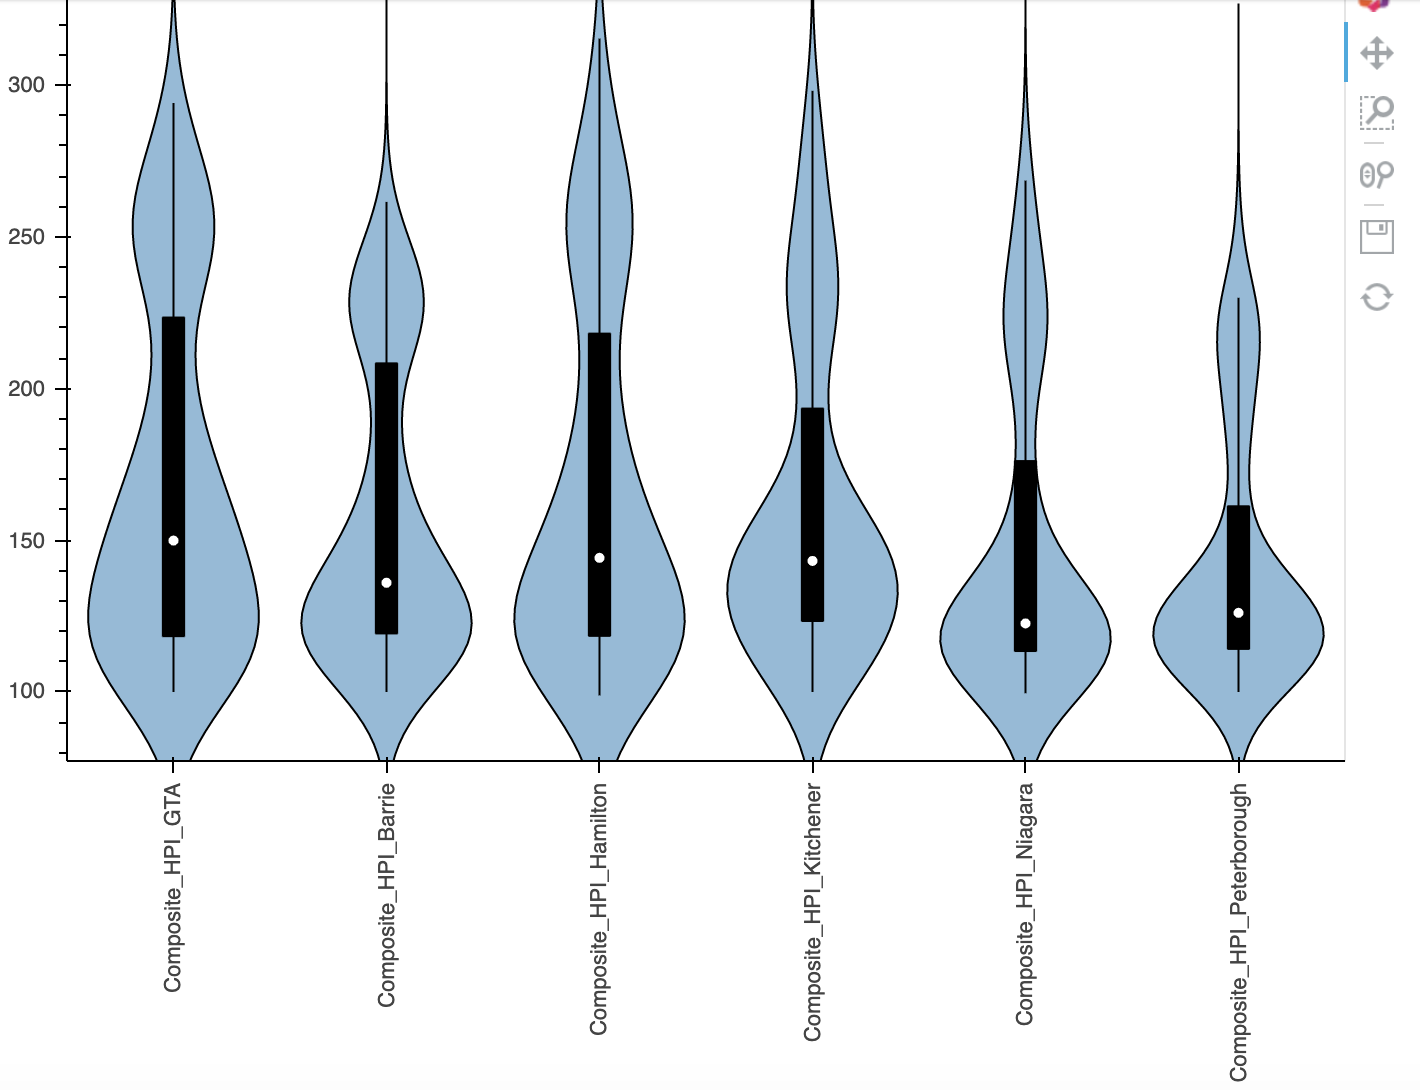 300
250
200
150
100
Composite_HPI_GTA
Composite_HPI_Barrie
Composite_HPI_Hamilton
Composite_HPI_Kitchener
Composite_HPI_Niagara
Composite_HPI_Peterborough